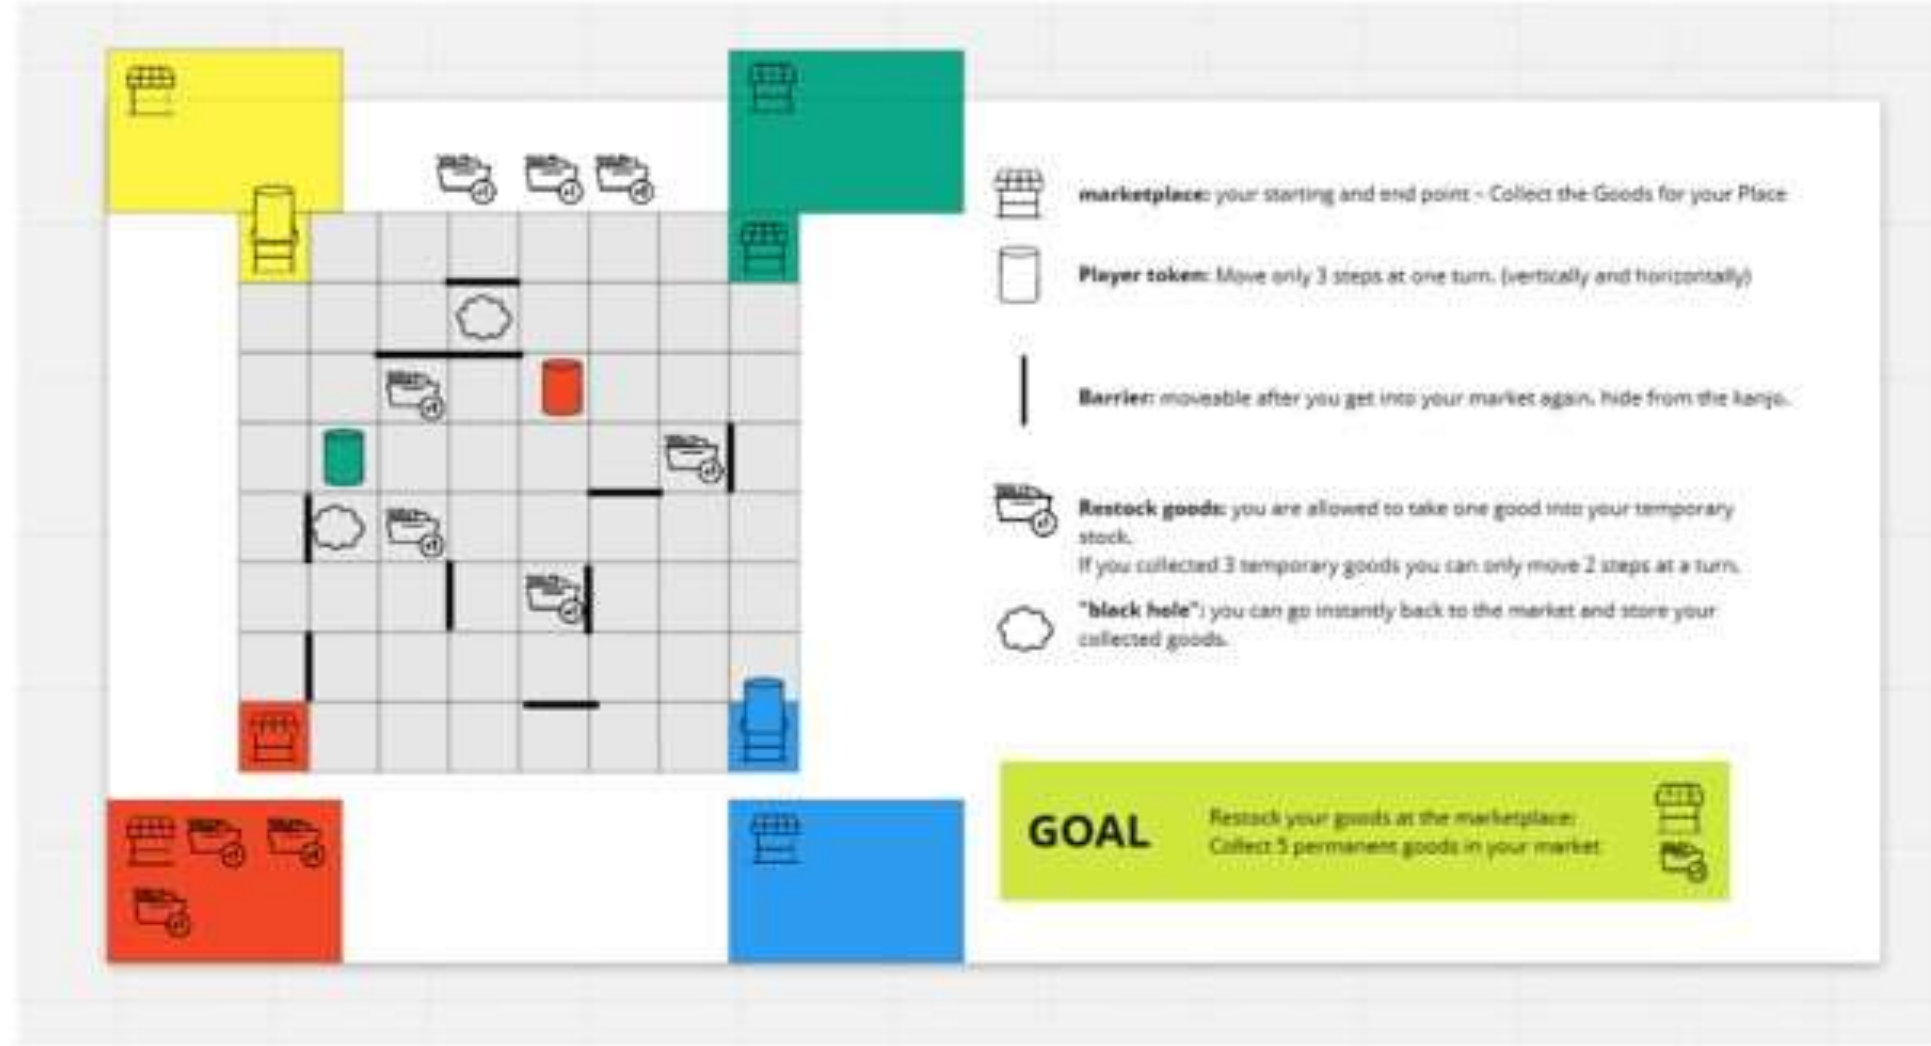 marketplace: your starting and end point - Collect the Goods for your Place
Player token: Move only 3 steps at one turn. (vertically and horizontally)
Barrier: moveable after you get into your market again. hide from the kanjo.
Restock goods: you are allowed to take one good into your temporary
stock.
If you collected 3 temporary goods you can only move 2 steps at a turn.
"black hole": you can go instantly back to the market and store your
collected goods.
GOAL
Restock your goods at the marketplace:
Collect 5 permanent goods in your market